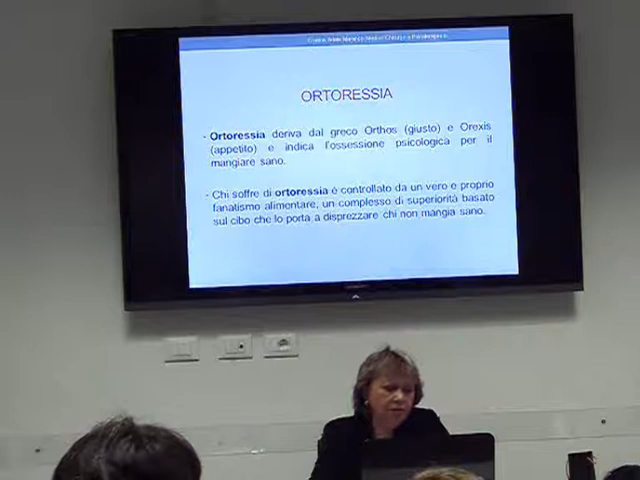 ORTORESSIA
- Ortoressia deriva dal greco Orthos (giusto) e Orexis
(appetito) e indica l'ossessione psicologica per il
mangiare sano.
- Chi soffre di ortoressia è controllato da un vero e proprio
fanatismo alimentare, un complesso di superiorità basato
sul cibo che lo porta a disprezzare chi non mangia sano.